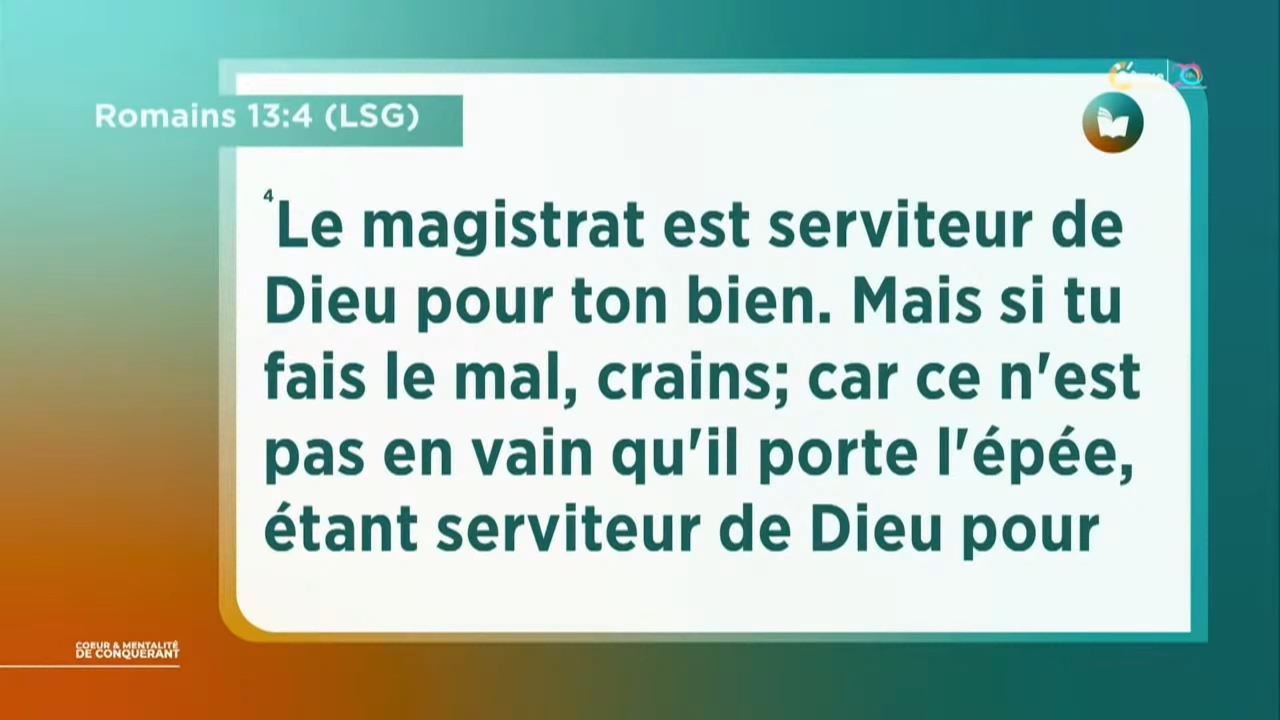 Romains 13:4 (LSG)
4 Le magistrat est serviteur de
Dieu pour ton bien. Mais si tu
fais le mal, crains; car ce n'est
pas en vain qu'il porte l'épée,
étant serviteur de Dieu pour
COEUR & MENTALITÉ
DE CONQUERANT